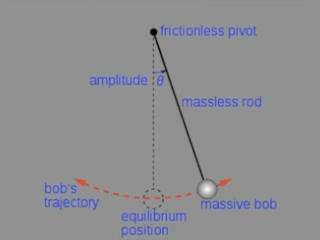 frictionless pivot
amplitude θ
massless rod
bob's
trajectory
massive bob
equilibrium
position